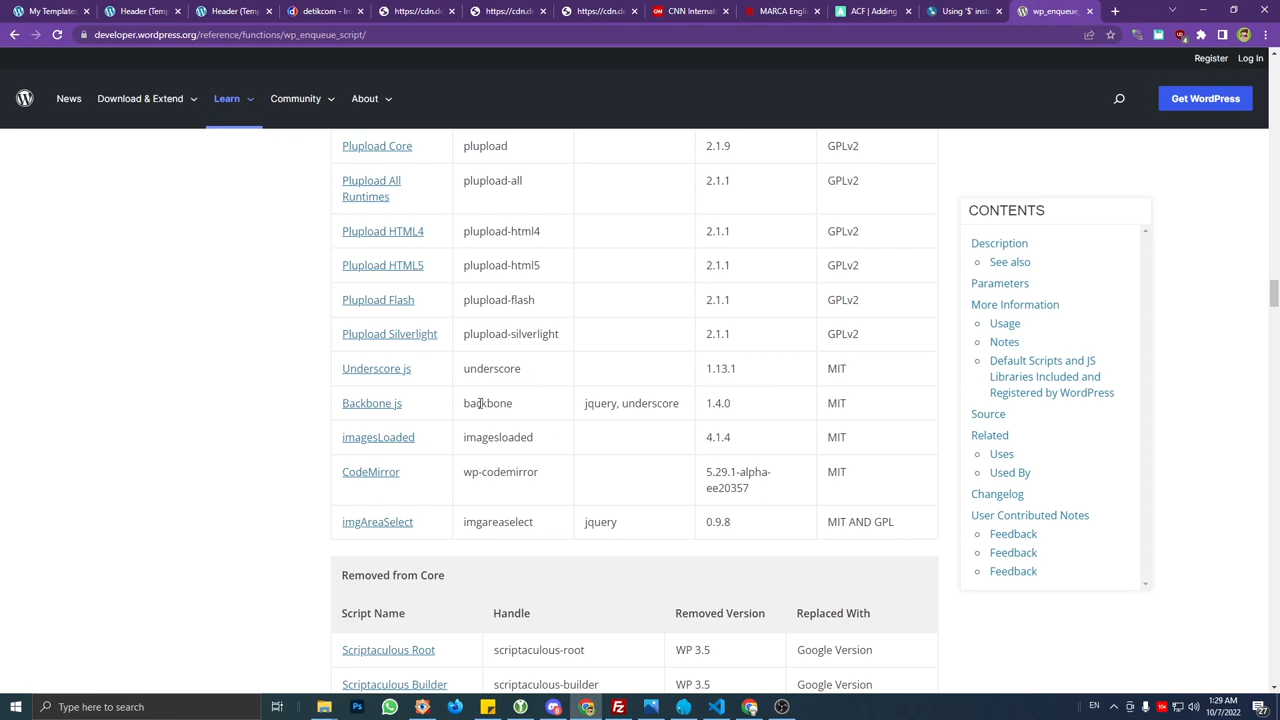 Header (Temp
Header (Temp
detikcom - In
https://cdn.w
https://cdn.w
https://cdn.w
CNN Internati
MARCA Englis
ACF | Adding
Using 'instan
wp_enqueue_
developer.wordpress.org/reference/functions/wp_enqueue_script/
Register Log In
News Download & Extend Learn Community About Get WordPress
Plupload Core plupload 2.1.9 GPLv2
Plupload All plupload-all 2.1.1 GPLv2
Runtimes
Plupload HTML4 plupload-html4 2.1.1 GPLv2
Plupload HTML5 plupload-html5 2.1.1 GPLv2
Plupload Flash plupload-flash 2.1.1 GPLv2
Plupload Silverlight plupload-silverlight 2.1.1 GPLv2
Underscore js underscore 1.13.1 MIT
Backbone js backbone jquery, underscore 1.4.0 MIT
imagesLoaded imagesloaded 4.1.4 MIT
CodeMirror wp-codemirror 5.29.1-alpha-
ee20357 MIT
imgAreaSelect imgareaselect jquery 0.9.8 MIT AND GPL
Removed from Core
Script Name Handle Removed Version Replaced With
Scriptaculous Root scriptaculous-root WP 3.5 Google Version
Scriptaculous Builder scriptaculous-builder WP 3.5 Google Version
CONTENTS
Description
See also
Parameters
More Information
Usage
Notes
Default Scripts and JS
Libraries Included and
Registered by WordPress
Source
Related
Uses
Used By
Changelog
User Contributed Notes
Feedback
Feedback
Feedback
Type here to search
EN
1:29 AM
10/7/2022